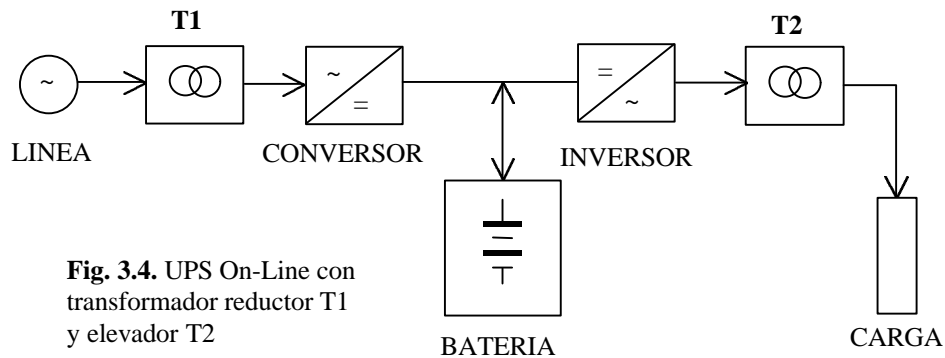 T1
T2
~
~
=
=
~
LINEA
CONVERSOR
INVERSOR
Fig. 3.4. UPS On-Line con
transformador reductor T1
y elevador T2
BATERIA
CARGA